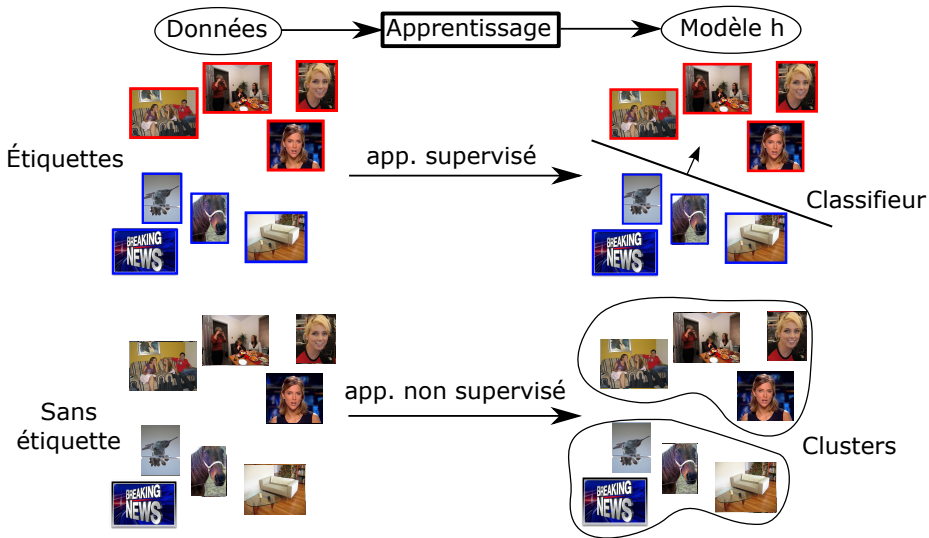 Données
Apprentissage
Modèle h
Étiquettes
app. supervisé
Classifieur
BREAKING
NEWS
BREAKING
NEWS
Sans
étiquette
app. non supervisé
Clusters
BREAKING
NEWS
BREAKING
NEWS